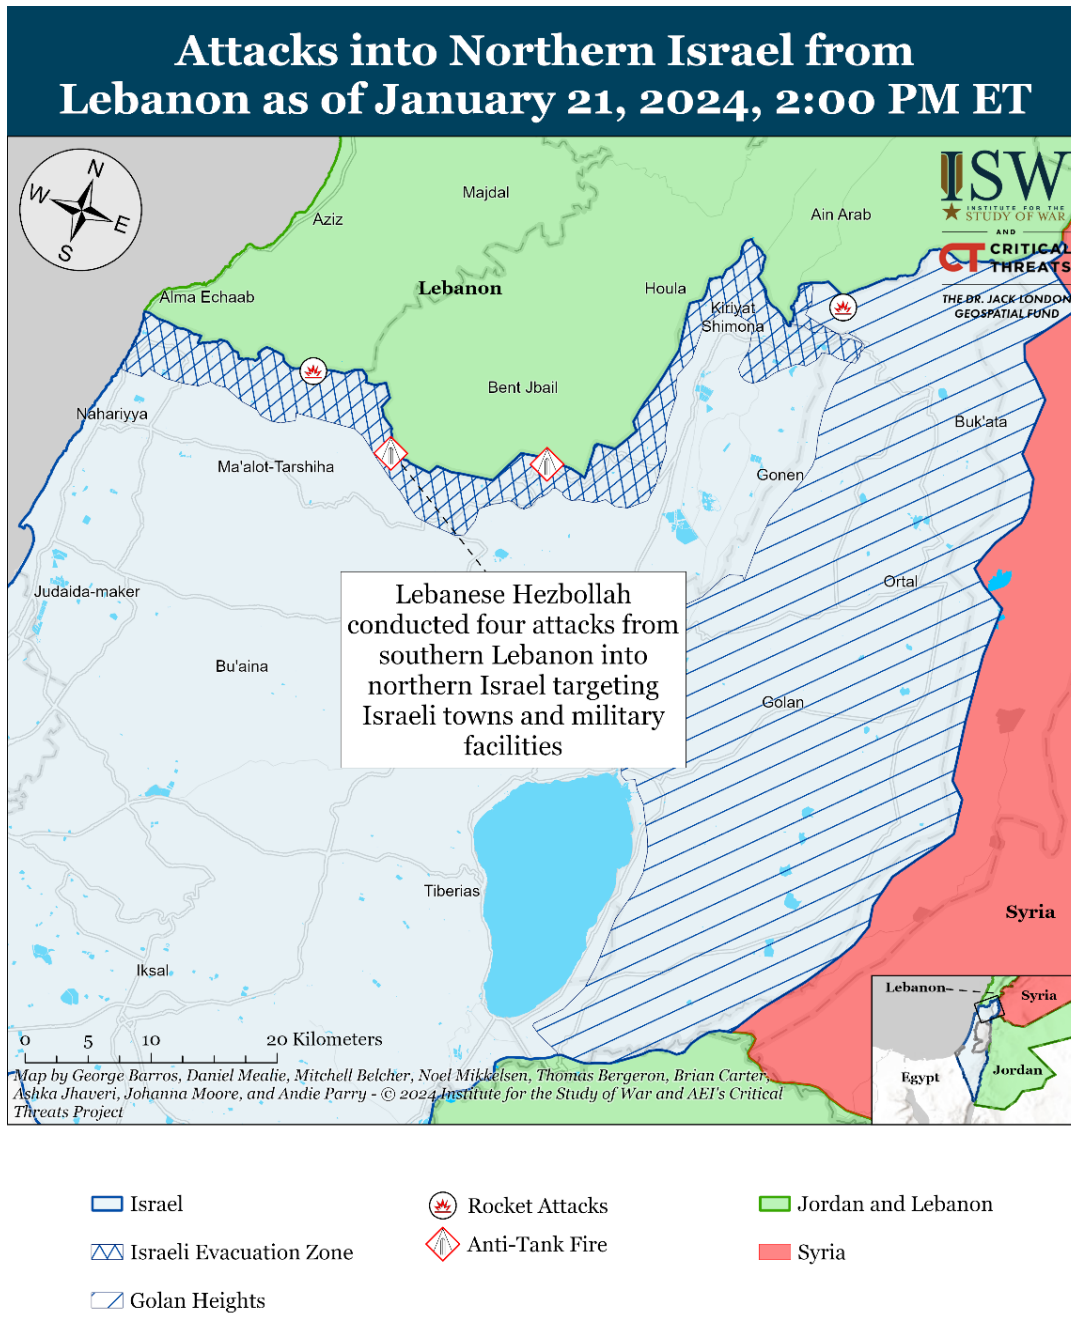 Attacks into Northern Israel from
Lebanon as of January 21, 2024, 2:00 PM ET
N
W
E
S
ISW
INSTITUTE FOR THE
STUDY OF WAR
AND
CT CRITICAL
THREATS
THE DR. JACK LONDON
GEOSPATIAL FUND
Majdal
Aziz
Ain Arab
Lebanon
Houla
Alma Echaab
Kiriyat
Shimona
Bent Jbail
Nahariyya
Buk'ata
Ma'alot-Tarshiha
Gonen
Lebanese Hezbollah
conducted four attacks from
southern Lebanon into
northern Israel targeting
Israeli towns and military
facilities
Ortal
Judaida-maker
Bu'aina
Golan
Tiberias
Syria
Iksal
0 5 10 20 Kilometers
Map by George Barros, Daniel Mealie, Mitchell Belcher, Noel Mikkelsen, Thomas Bergeron, Brian Carter,
Ashka Jhaveri, Johanna Moore, and Andie Parry - © 2024 Institute for the Study of War and AEI's Critical
Threats Project
Lebanon
Syria
Egypt
Jordan
Israel
Israeli Evacuation Zone
Golan Heights
Rocket Attacks
Anti-Tank Fire
Jordan and Lebanon
Syria